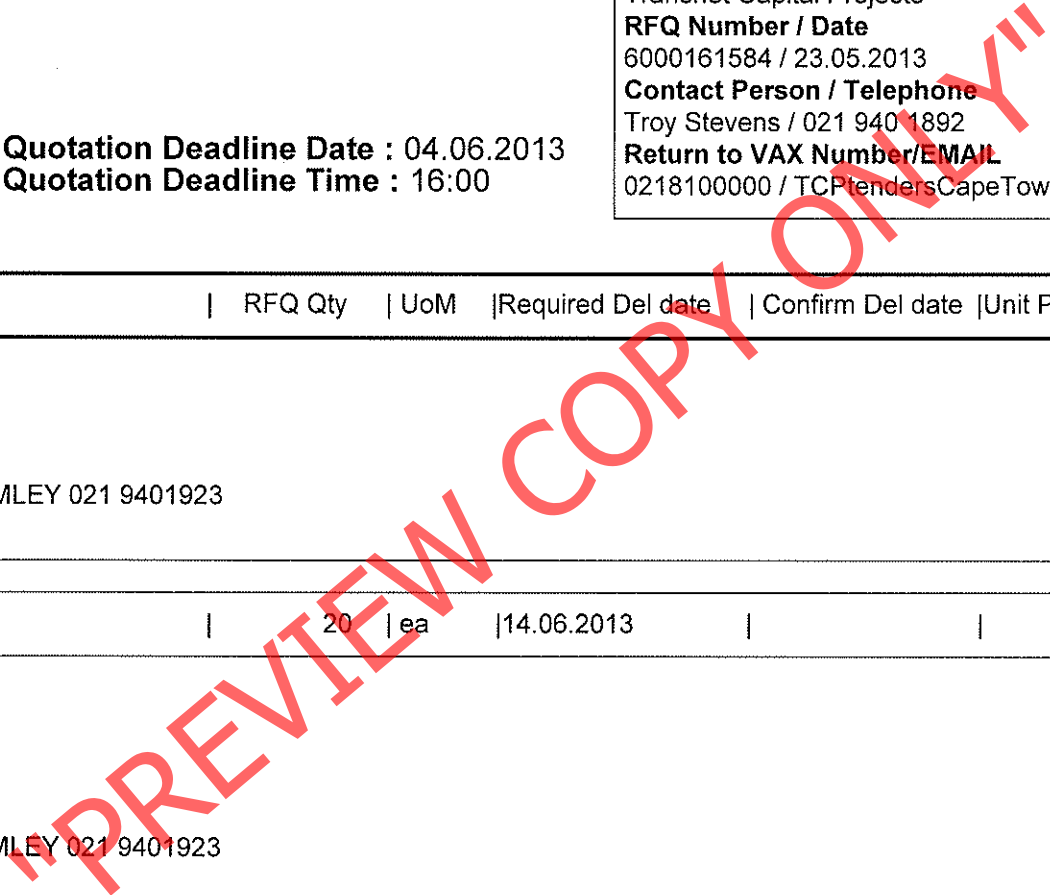 RFQ Number / Date
6000161584 / 23.05.2013
Contact Person / Telephone
Troy Stevens / 021 940 1892
Quotation Deadline Date : 04.06.2013
Return to VAX Number/EMAIL
Quotation Deadline Time : 16:00
0218100000 / TCPtendersCapeTow
| RFQ Qty | UoM |Required Del date | Confirm Del date |Unit P
MLEY 021 9401923
| 20 | ea |14.06.2013 | |
MLEY 021 9401923
"PREVIEW COPY ONLY"